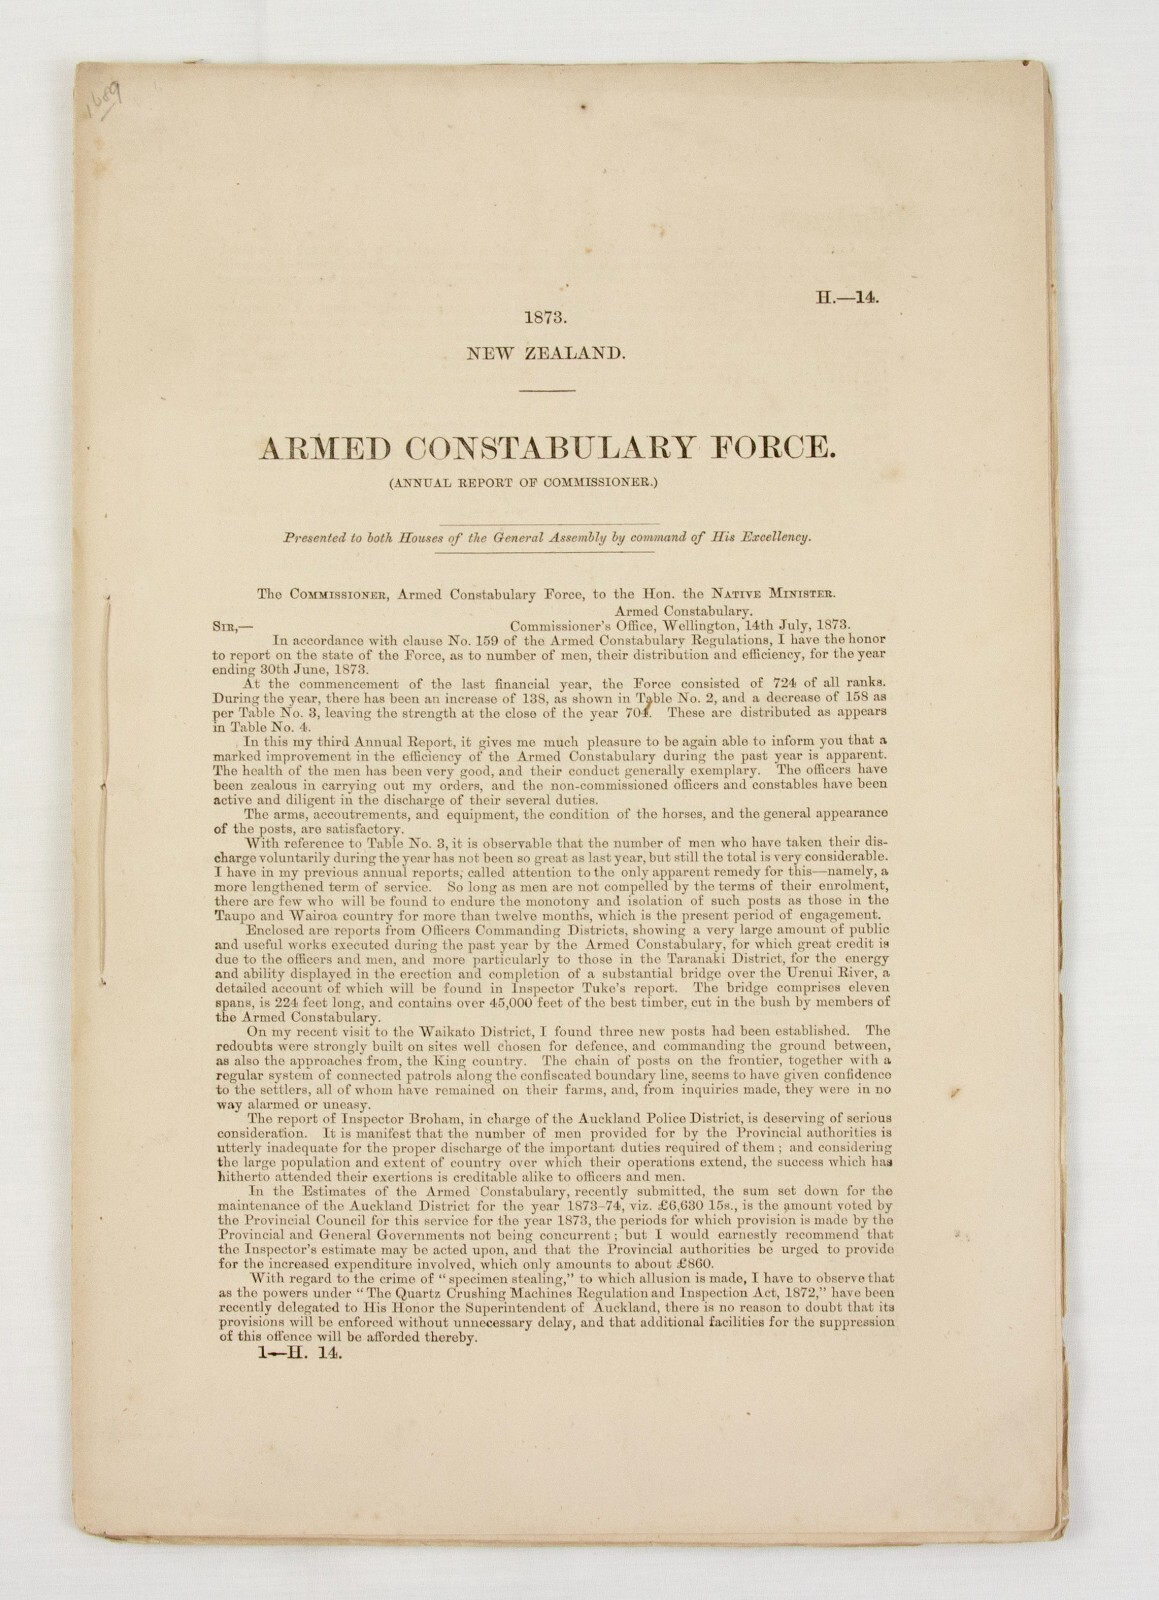 1689
H.—14.
1873.
NEW ZEALAND.
ARMED CONSTABULARY FORCE.
(ANNUAL REPORT OF COMMISSIONER.)
Presented to both Houses of the General Assembly by command of His Excellency.
The COMMISSIONER, Armed Constabulary Force, to the Hon. the NATIVE MINISTER.
Armed Constabulary.
SIR,— Commissioner's Office, Wellington, 14th July, 1873.
In accordance with clause No. 159 of the Armed Constabulary Regulations, I have the honor
to report on the state of the Force, as to number of men, their distribution and efficiency, for the year
ending 30th June, 1873.
At the commencement of the last financial year, the Force consisted of 724 of all ranks.
During the year, there has been an increase of 138, as shown in Table No. 2, and a decrease of 158 as
per Table No. 3, leaving the strength at the close of the year 704. These are distributed as appears
in Table No. 4.
In this my third Annual Report, it gives me much pleasure to be again able to inform you that a
marked improvement in the efficiency of the Armed Constabulary during the past year is apparent.
The health of the men has been very good, and their conduct generally exemplary. The officers have
been zealous in carrying out my orders, and the non-commissioned officers and constables have been
active and diligent in the discharge of their several duties.
The arms, accoutrements, and equipment, the condition of the horses, and the general appearance
of the posts, are satisfactory.
With reference to Table No. 3, it is observable that the number of men who have taken their dis-
charge voluntarily during the year has not been so great as last year, but still the total is very considerable.
I have in my previous annual reports, called attention to the only apparent remedy for this—namely, a
more lengthened term of service. So long as men are not compelled by the terms of their enrolment,
there are few who will be found to endure the monotony and isolation of such posts as those in the
Taupo and Wairoa country for more than twelve months, which is the present period of engagement.
Enclosed are reports from Officers Commanding Districts, showing a very large amount of public
and useful works executed during the past year by the Armed Constabulary, for which great credit is
due to the officers and men, and more particularly to those in the Taranaki District, for the energy
and ability displayed in the erection and completion of a substantial bridge over the Urenui River, a
detailed account of which will be found in Inspector Tuke's report. The bridge comprises eleven
spans, is 224 feet long, and contains over 45,000 feet of the best timber, cut in the bush by members of
the Armed Constabulary.
On my recent visit to the Waikato District, I found three new posts had been established. The
redoubts were strongly built on sites well chosen for defence, and commanding the ground between,
as also the approaches from, the King country. The chain of posts on the frontier, together with a
regular system of connected patrols along the confiscated boundary line, seems to have given confidence
to the settlers, all of whom have remained on their farms, and, from inquiries made, they were in no
way alarmed or uneasy.
The report of Inspector Broham, in charge of the Auckland Police District, is deserving of serious
consideration. It is manifest that the number of men provided for by the Provincial authorities is
utterly inadequate for the proper discharge of the important duties required of them; and considering
the large population and extent of country over which their operations extend, the success which has
hitherto attended their exertions is creditable alike to officers and men.
In the Estimates of the Armed Constabulary, recently submitted, the sum set down for the
maintenance of the Auckland District for the year 1873-74, viz. £6,630 15s., is the amount voted by
the Provincial Council for this service for the year 1873, the periods for which provision is made by the
Provincial and General Governments not being concurrent; but I would earnestly recommend that
the Inspector's estimate may be acted upon, and that the Provincial authorities be urged to provide
for the increased expenditure involved, which only amounts to about £860.
With regard to the crime of "specimen stealing," to which allusion is made, I have to observe that
as the powers under "The Quartz Crushing Machines Regulation and Inspection Act, 1872," have been
recently delegated to His Honor the Superintendent of Auckland, there is no reason to doubt that its
provisions will be enforced without unnecessary delay, and that additional facilities for the suppression
of this offence will be afforded thereby.
1—H. 14.